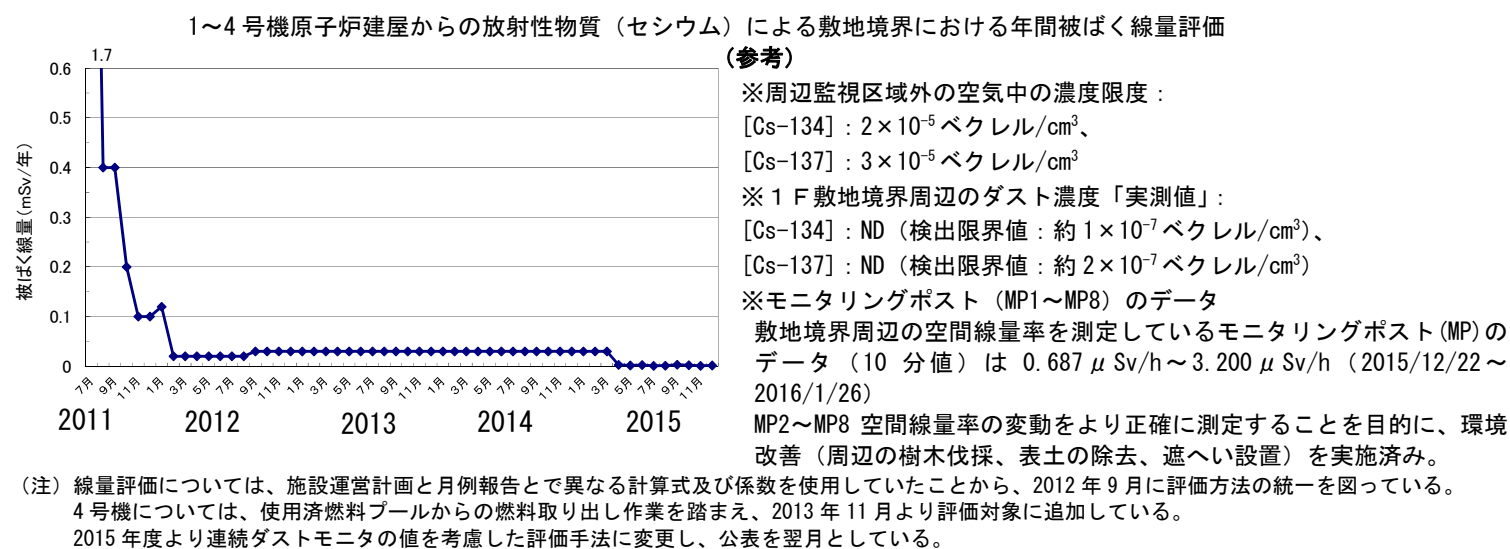 1～4号機原子炉建屋からの放射性物質（セシウム）による敷地境界における年間被ばく線量評価
1.7
0.6
0.5
0.4
0.3
0.2
0.1
0
被ばく線量(mSv/年)
7月 9月 11月 1月 3月 5月 7月 9月 11月 1月 3月 5月 7月 9月 11月 1月 3月 5月 7月 9月 11月 1月 3月 5月 7月 9月 11月
2011 2012 2013 2014 2015
(参考)
※周辺監視区域外の空気中の濃度限度：
[Cs-134]：2×10⁻⁵ベクレル/cm³、
[Cs-137]：3×10⁻⁵ベクレル/cm³
※１Ｆ敷地境界周辺のダスト濃度「実測値」：
[Cs-134]：ND（検出限界値：約1×10⁻⁷ベクレル/cm³）、
[Cs-137]：ND（検出限界値：約2×10⁻⁷ベクレル/cm³）
※モニタリングポスト（MP1～MP8）のデータ
敷地境界周辺の空間線量率を測定しているモニタリングポスト(MP)の
データ（10 分値）は 0.687μSv/h～3.200μSv/h（2015/12/22～
2016/1/26）
MP2～MP8 空間線量率の変動をより正確に測定することを目的に、環境
改善（周辺の樹木伐採、表土の除去、遮へい設置）を実施済み。
（注）線量評価については、施設運営計画と月例報告とで異なる計算式及び係数を使用していたことから、2012年9月に評価方法の統一を図っている。
4号機については、使用済燃料プールからの燃料取り出し作業を踏まえ、2013年11月より評価対象に追加している。
2015年度より連続ダストモニタの値を考慮した評価手法に変更し、公表を翌月としている。